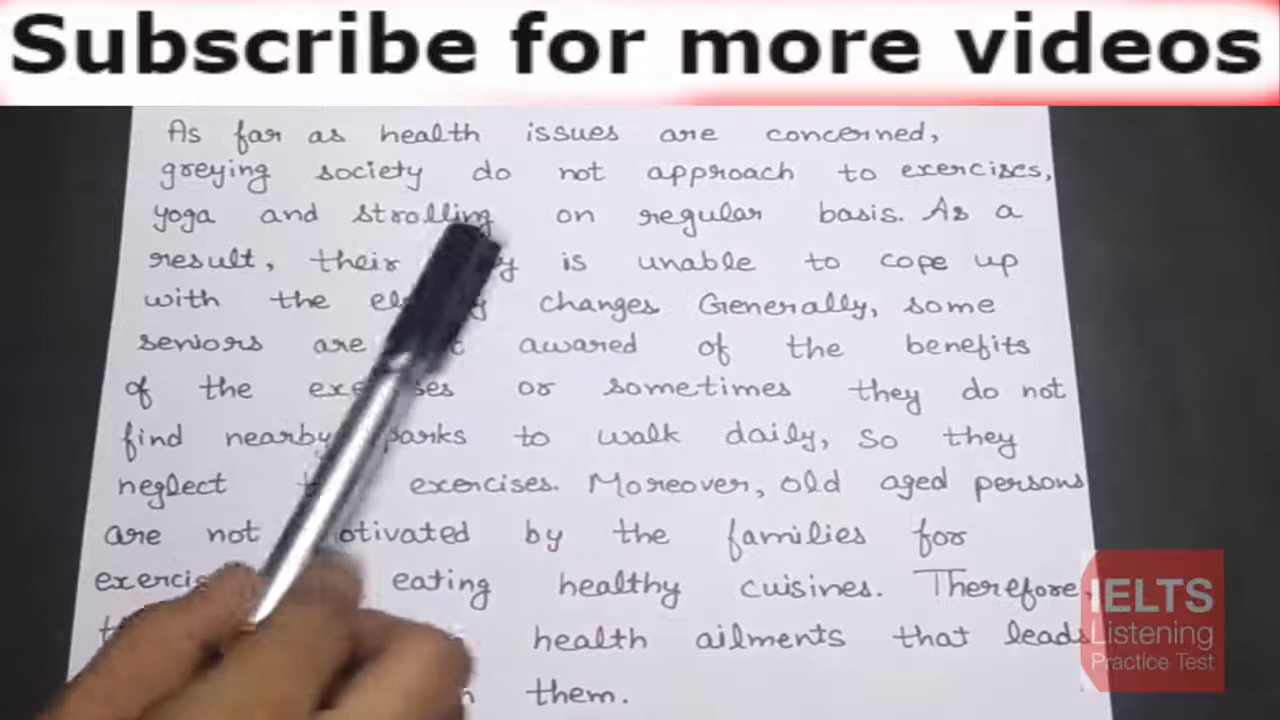 Subscribe for more videos
As far as health issues are concerned,
greying society do not approach to exercises,
yoga and strolling on regular basis. As a
result, their is unable to cope up
with the changes Generally, some
seniors are awared of the benefits
of the or sometimes they do not
find nearby parks to walk daily, so they
neglect exercises. Moreover, old aged persons
are not by the families for
eating healthy cuisines. Therefore,
health ailments that leads
them.
IELTS
Listening
Practice Test